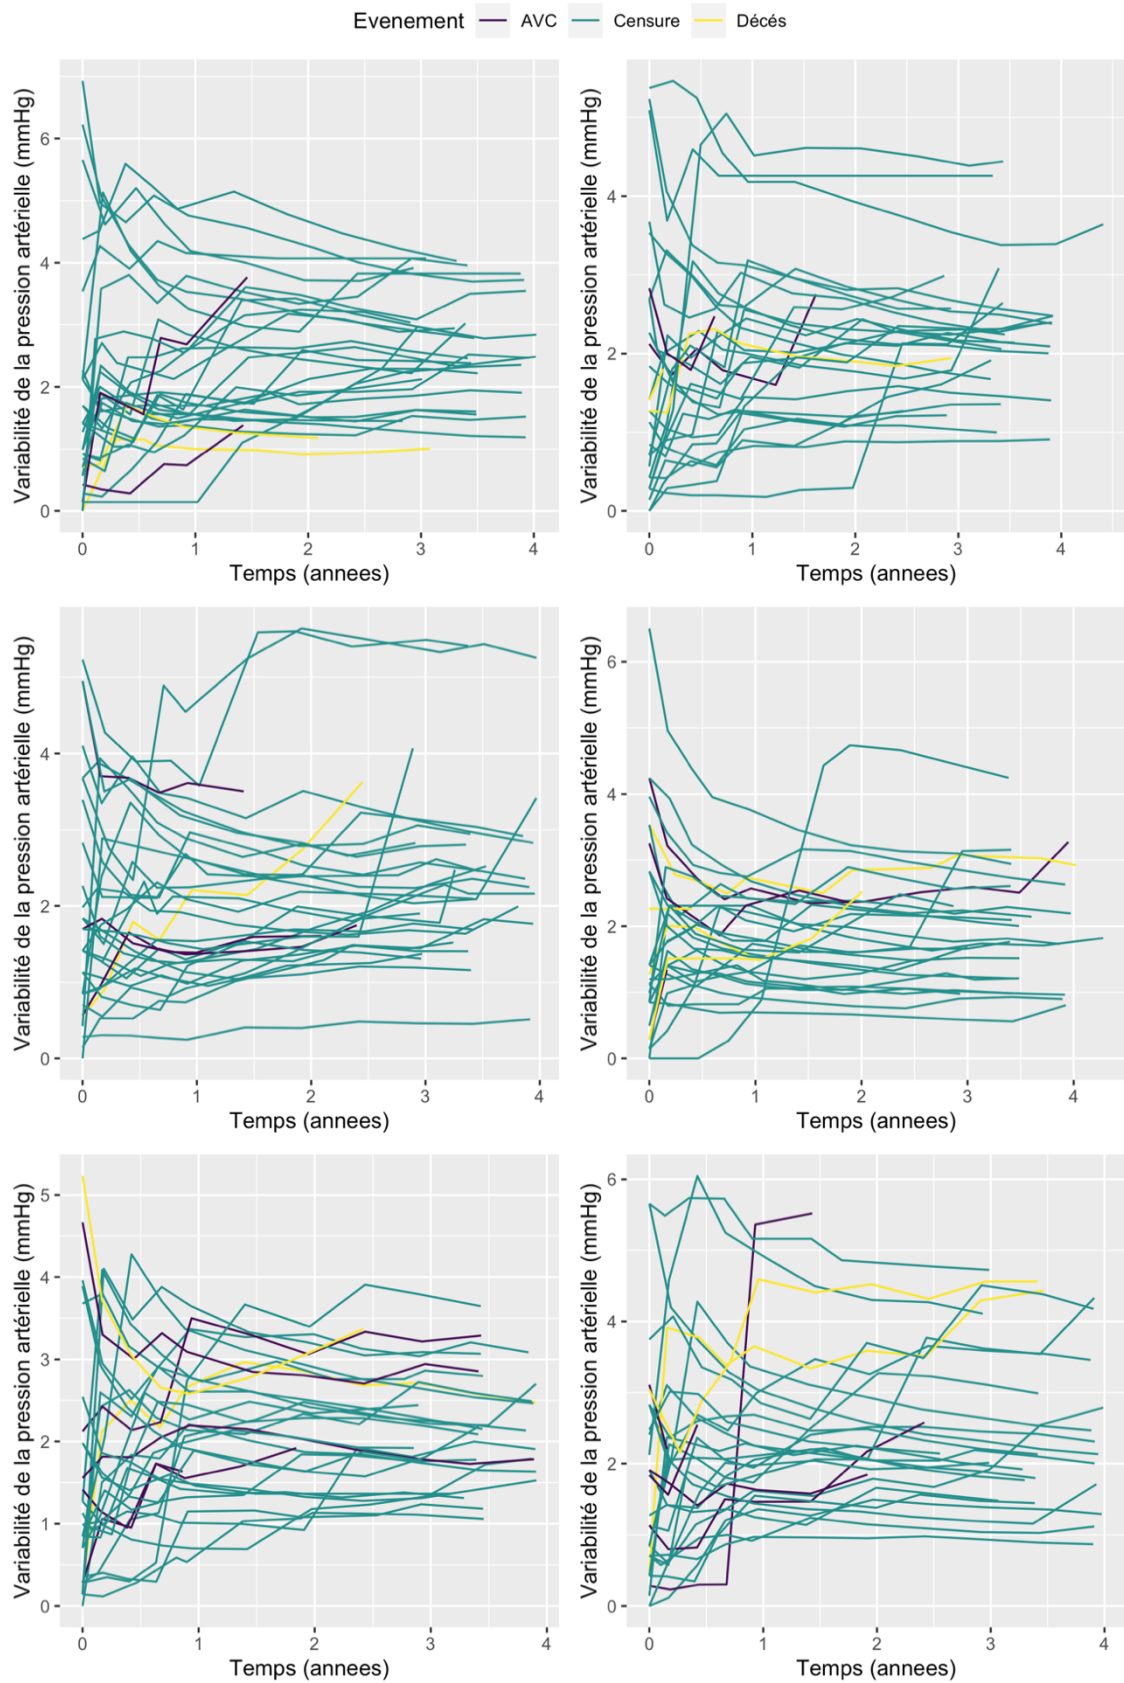 Evenement AVC Censure Décés
Variabilité de la pression artérielle (mmHg)
6
4
2
0
0 1 2 3 4
Temps (annees)
Variabilité de la pression artérielle (mmHg)
4
2
0
0 1 2 3 4
Temps (annees)
Variabilité de la pression artérielle (mmHg)
4
2
0
0 1 2 3 4
Temps (annees)
Variabilité de la pression artérielle (mmHg)
6
4
2
0
0 1 2 3 4
Temps (annees)
Variabilité de la pression artérielle (mmHg)
5
4
3
2
1
0
0 1 2 3 4
Temps (annees)
Variabilité de la pression artérielle (mmHg)
6
4
2
0
0 1 2 3 4
Temps (annees)